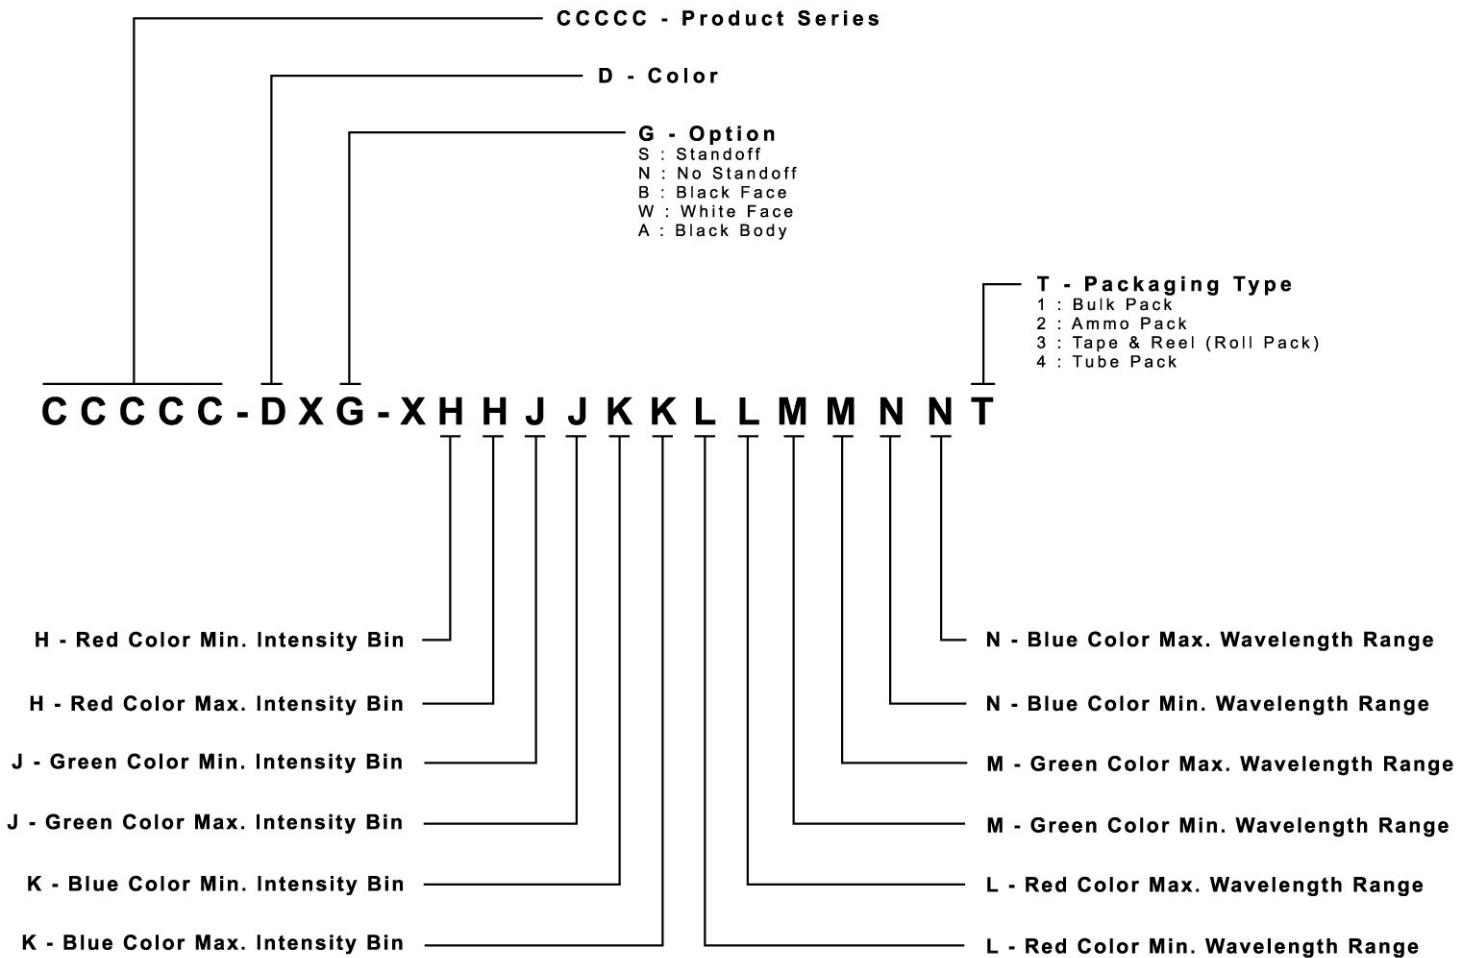 CCCCC - Product Series
D - Color
G - Option
S : Standoff
N : No Standoff
B : Black Face
W : White Face
A : Black Body
T - Packaging Type
1 : Bulk Pack
2 : Ammo Pack
3 : Tape & Reel (Roll Pack)
4 : Tube Pack
CCCCC-DXG-XHHJJKKLLMMNNT
H - Red Color Min. Intensity Bin
H - Red Color Max. Intensity Bin
J - Green Color Min. Intensity Bin
J - Green Color Max. Intensity Bin
K - Blue Color Min. Intensity Bin
K - Blue Color Max. Intensity Bin
N - Blue Color Max. Wavelength Range
N - Blue Color Min. Wavelength Range
M - Green Color Max. Wavelength Range
M - Green Color Min. Wavelength Range
L - Red Color Max. Wavelength Range
L - Red Color Min. Wavelength Range